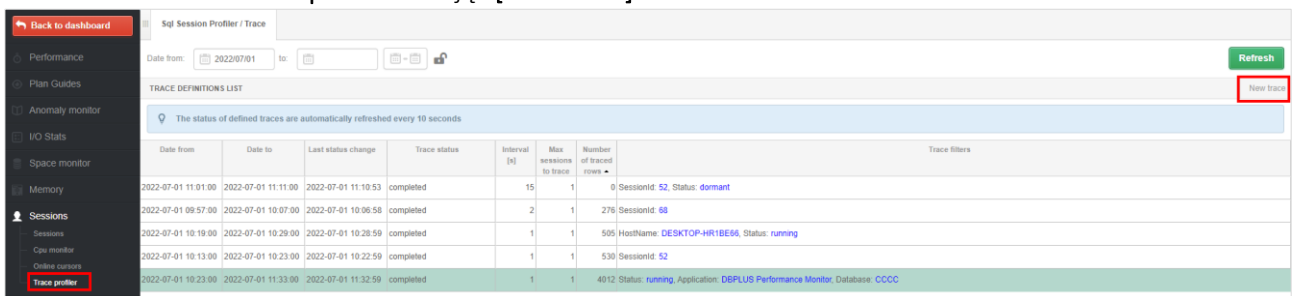 Back to dashboard
Sql Session Profiler / Trace
Performance
Date from: 2022/07/01 to:
Refresh
Plan Guides
TRACE DEFINITIONS LIST New trace
Anomaly monitor
The status of defined traces are automatically refreshed every 10 seconds
I/O Stats
Space monitor
Date from Date to Last status change Trace status Interval [s] Max sessions to trace Number of traced rows Trace filters
Memory
2022-07-01 11:01:00 2022-07-01 11:11:00 2022-07-01 11:10:53 completed 15 1 0 SessionId: 52, Status: dormant
Sessions
2022-07-01 09:57:00 2022-07-01 10:07:00 2022-07-01 10:06:58 completed 2 1 276 SessionId: 68
Sessions
2022-07-01 10:19:00 2022-07-01 10:29:00 2022-07-01 10:28:59 completed 1 1 505 HostName: DESKTOP-HR1BE66, Status: running
Cpu monitor
2022-07-01 10:13:00 2022-07-01 10:23:00 2022-07-01 10:22:59 completed 1 1 530 SessionId: 52
Online cursors
Trace profiler
2022-07-01 10:23:00 2022-07-01 11:33:00 2022-07-01 11:32:59 completed 1 1 4012 Status: running, Application: DBPLUS Performance Monitor, Database: CCCC